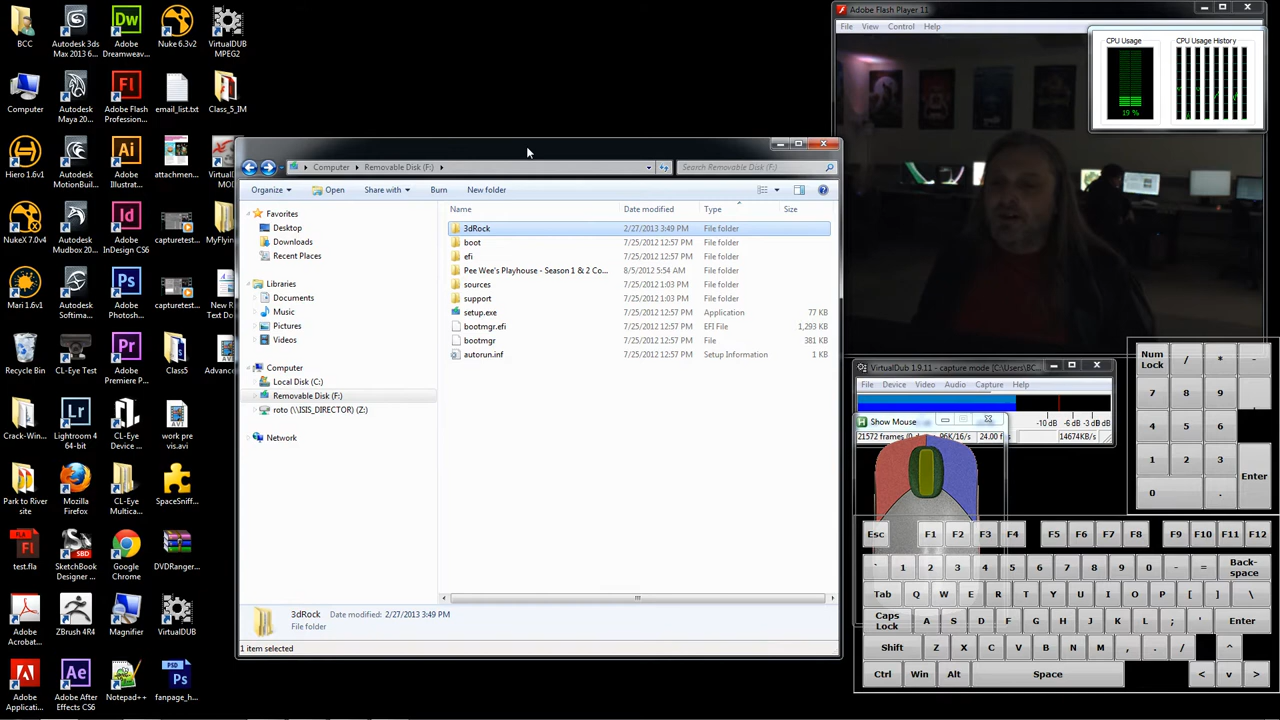 BCC
Autodesk 3ds
Max 2013 6...
Adobe
Dreamweav...
Nuke 6.3v2
VirtualDUB
MPEG2
Computer
Autodesk
Maya 20...
Adobe Flash
Profession...
email_list.txt
Class_5_IM
Hiero 1.6v1
Autodesk
MotionBuil...
Adobe
Illustrat...
attachmen...
NukeX 7.0v4
Autodesk
Mudbox 20...
Adobe
InDesign CS6
capturetest...
MyFlying
Mari 1.6v1
Autodesk
Softima...
Adobe
Photosh...
capturetest...
New R
Text Do
Recycle Bin
CL-Eye Test
Adobe
Premiere P...
Class5
Advanc
Crack-Win...
Lightroom 4
64-bit
CL-Eye
Device ...
work pre
vis.avi
Park to River
site
Mozilla
Firefox
CL-Eye
Multica...
SpaceSniff...
test.fla
SketchBook
Designer ...
Google
Chrome
DVDRanger...
Adobe
Acrobat...
ZBrush 4R4
Magnifier
VirtualDUB
Adobe
Applicati...
Adobe After
Effects CS6
Notepad++
fanpage_h...
Computer
Removable Disk (F:)
Search Removable Disk (F:)
Organize
Open
Share with
Burn
New folder
Favorites
Desktop
Downloads
Recent Places
Libraries
Documents
Music
Pictures
Videos
Computer
Local Disk (C:)
Removable Disk (F:)
roto (\\ISIS_DIRECTOR) (Z:)
Network
Name Date modified Type Size
3dRock 2/27/2013 3:49 PM File folder
boot 7/25/2012 12:57 PM File folder
efi 7/25/2012 12:57 PM File folder
Pee Wee's Playhouse - Season 1 & 2 Co... 8/5/2012 5:54 AM File folder
sources 7/25/2012 1:03 PM File folder
support 7/25/2012 1:03 PM File folder
setup.exe 7/25/2012 12:57 PM Application 77 KB
bootmgr.efi 7/25/2012 12:57 PM EFI File 1,293 KB
bootmgr 7/25/2012 12:57 PM File 381 KB
autorun.inf 7/25/2012 12:57 PM Setup Information 1 KB
3dRock Date modified: 2/27/2013 3:49 PM
File folder
1 item selected
Adobe Flash Player 11
File View Control Help
CPU Usage
CPU Usage History
19 %
VirtualDub 1.9.11 - capture mode [C:\Users\BC...
File Device Video Audio Capture Help
-10 dB -6 dB -3 dB
Show Mouse
21572 frames 96K/16/s 24.00 14674KB/s
Num
Lock / * -
7 8 9
4 5 6
1 2 3
Enter
0 .
Esc F1 F2 F3 F4 F5 F6 F7 F8 F9 F10 F11 F12
` 1 2 3 4 5 6 7 8 9 0 - = Back-
space
Tab Q W E R T Y U I O P [ ] \
Caps
Lock A S D F G H J K L ; ' Enter
Shift Z X C V B N M , . / ^
Ctrl Win Alt Space < v >